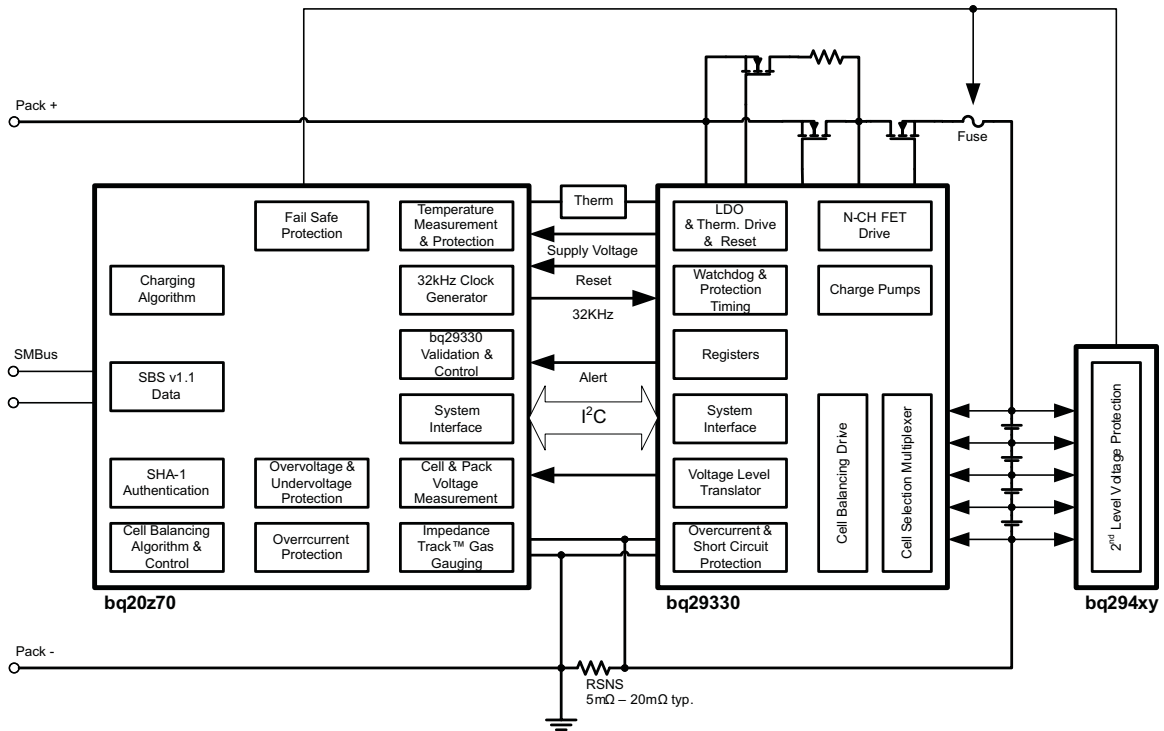 Pack +
Fuse
SMBus
Fail Safe
Protection
Temperature
Measurement
& Protection
Charging
Algorithm
32kHz Clock
Generator
bq29330
Validation &
Control
SBS v1.1
Data
System
Interface
SHA-1
Authentication
Overvoltage &
Undervoltage
Protection
Cell & Pack
Voltage
Measurement
Cell Balancing
Algorithm &
Control
Overcurrent
Protection
Impedance
Track™ Gas
Gauging
bq20z70
Therm
Supply Voltage
Reset
32KHz
Alert
I²C
LDO
& Therm. Drive
& Reset
N-CH FET
Drive
Watchdog &
Protection
Timing
Charge Pumps
Registers
System
Interface
Voltage Level
Translator
Overcurrent &
Short Circuit
Protection
Cell Balancing Drive
Cell Selection Multiplexer
bq29330
2nd Level Voltage Protection
bq294xy
Pack -
RSNS
5mΩ – 20mΩ typ.